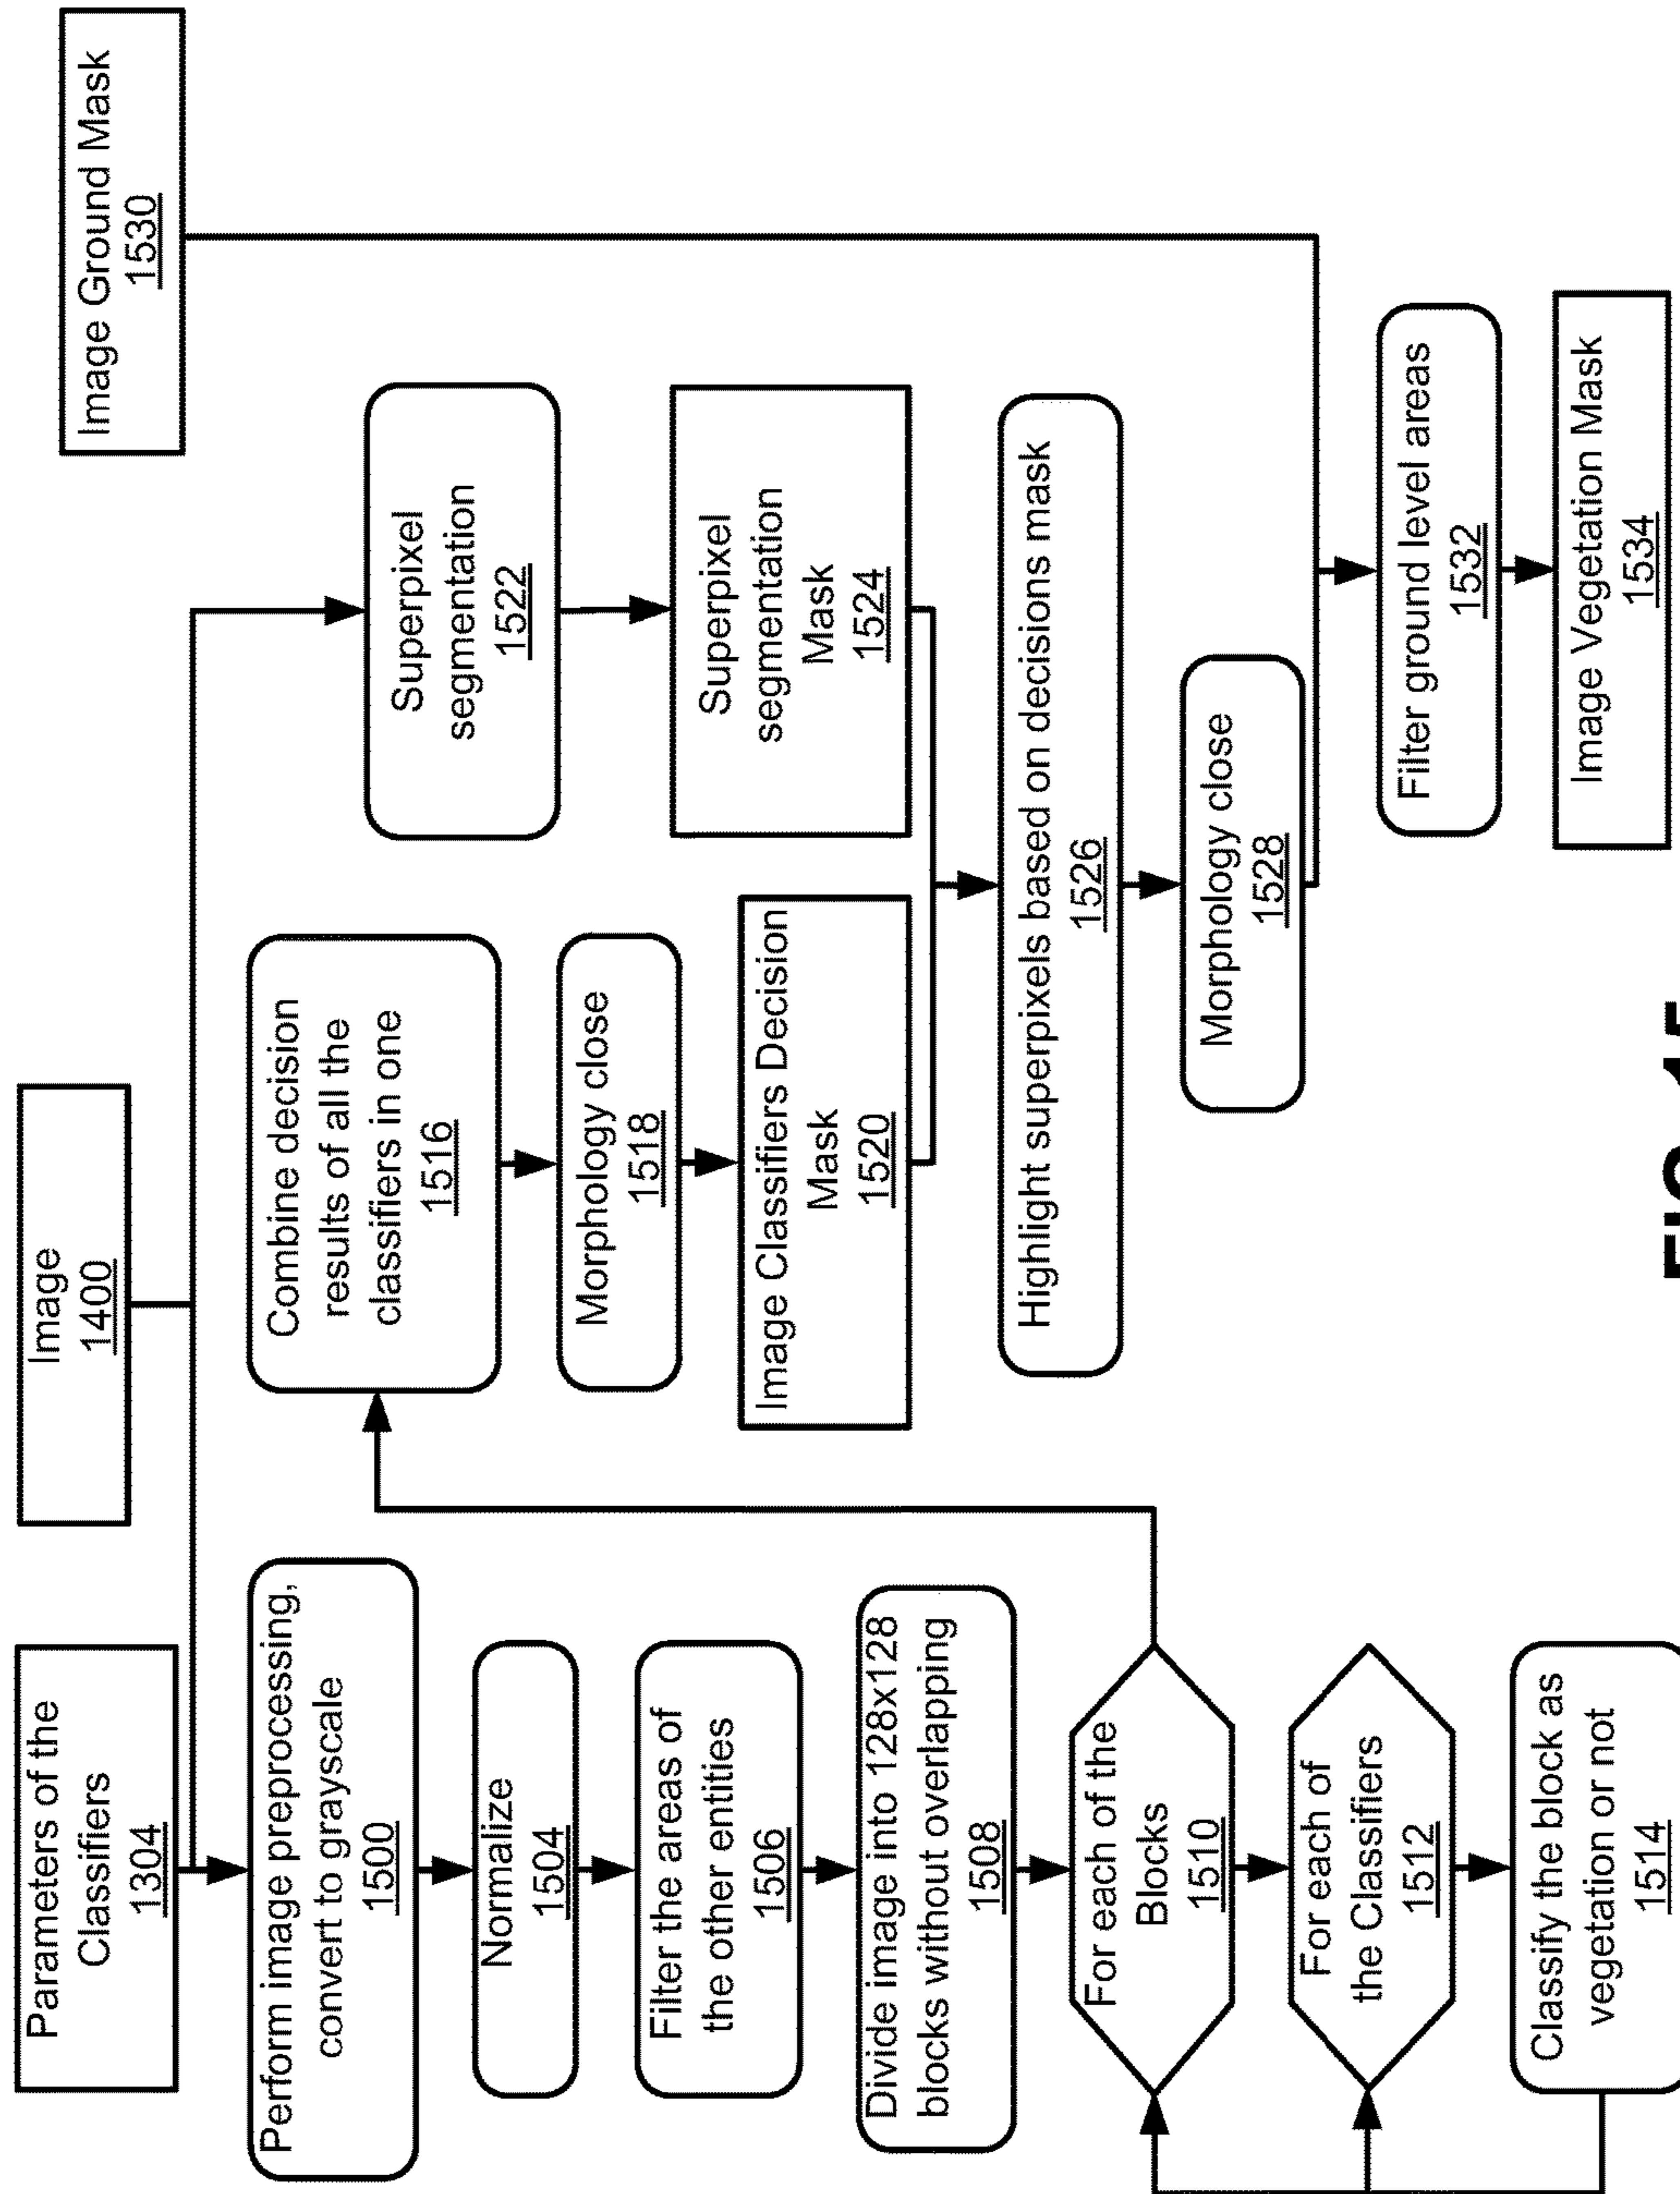 Parameters of the
Classifiers
1304
Image
1400
Image Ground Mask
1530
Perform image preprocessing,
convert to grayscale
1500
Normalize
1504
Filter the areas of
the other entities
1506
Divide image into 128x128
blocks without overlapping
1508
For each of the
Blocks
1510
For each of
the Classifiers
1512
Classify the block as
vegetation or not
1514
Combine decision
results of all the
classifiers in one
1516
Morphology close
1518
Image Classifiers Decision
Mask
1520
Superpixel
segmentation
1522
Superpixel
segmentation
Mask
1524
Highlight superpixels based on decisions mask
1526
Morphology close
1528
Filter ground level areas
1532
Image Vegetation Mask
1534
FIG 15